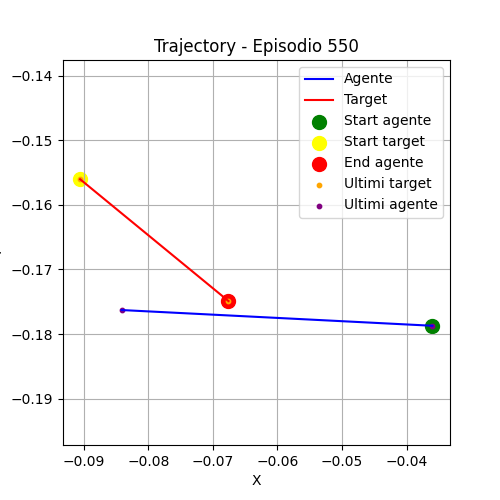 Trajectory - Episodio 550
Agente
Target
Start agente
Start target
End agente
Ultimi target
Ultimi agente
−0.14
−0.15
−0.16
−0.17
−0.18
−0.19
−0.09 −0.08 −0.07 −0.06 −0.05 −0.04
X